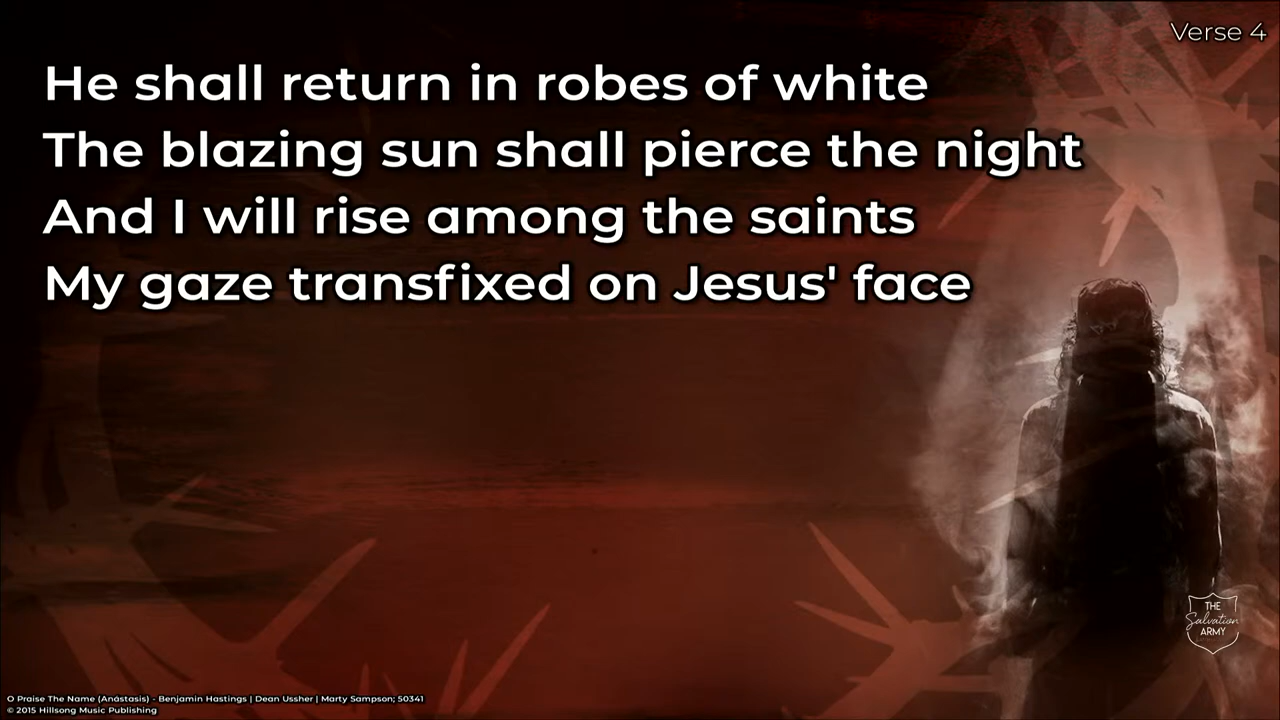 Verse 4
He shall return in robes of white
The blazing sun shall pierce the night
And I will rise among the saints
My gaze transfixed on Jesus' face
THE
Salvation
ARMY
O Praise The Name (Anástasis) - Benjamin Hastings | Dean Ussher | Marty Sampson; 50341
© 2015 Hillsong Music Publishing